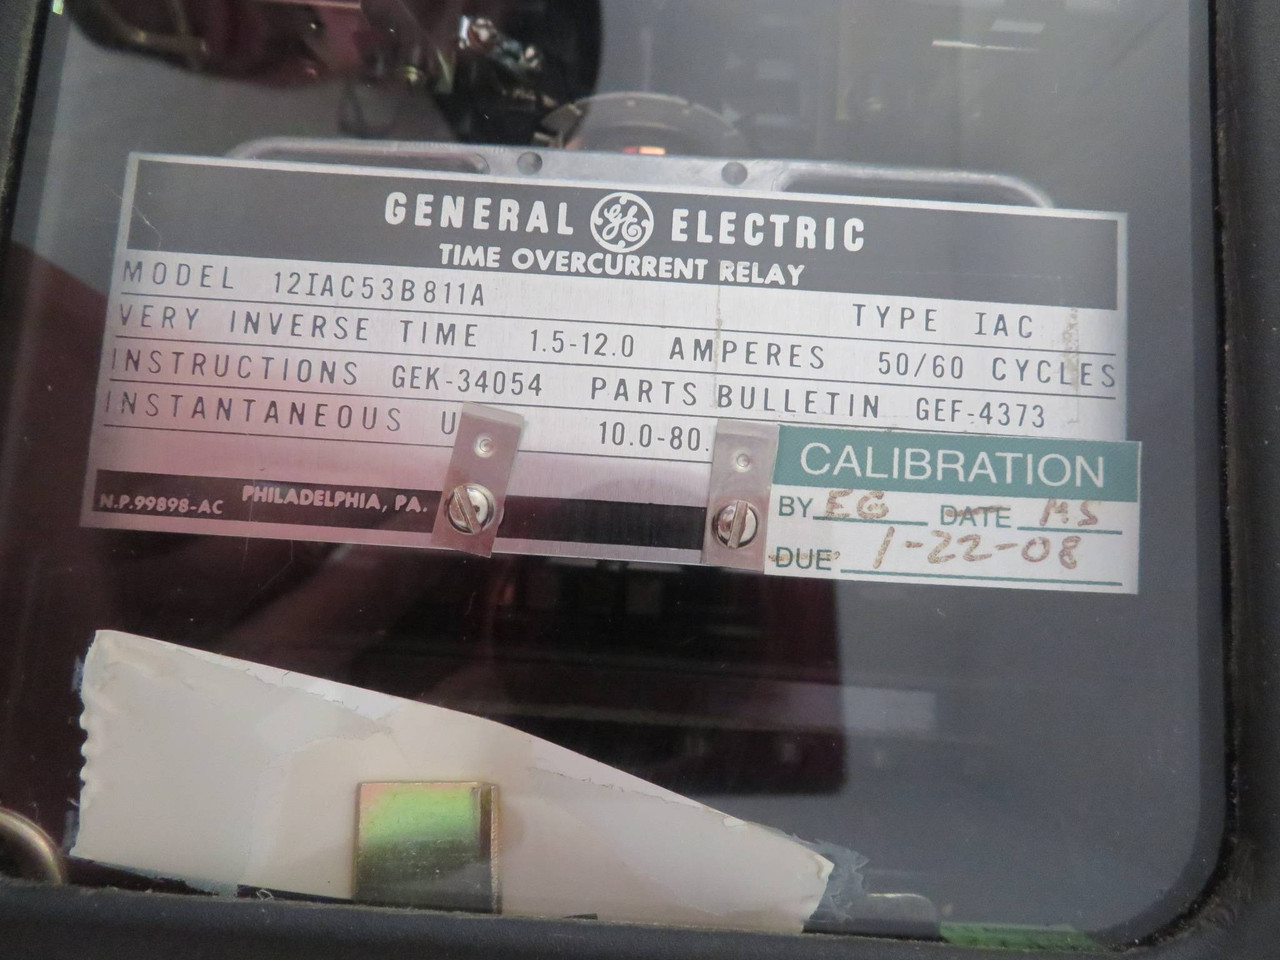 GENERAL GE ELECTRIC
TIME OVERCURRENT RELAY
MODEL 12IAC53B811A TYPE IAC
VERY INVERSE TIME 1.5-12.0 AMPERES 50/60 CYCLES
INSTRUCTIONS GEK-34054 PARTS BULLETIN GEF-4373
INSTANTANEOUS U 10.0-80.
N.P.99898-AC PHILADELPHIA, PA.
CALIBRATION
BY EG DATE MS
DUE 1-22-08